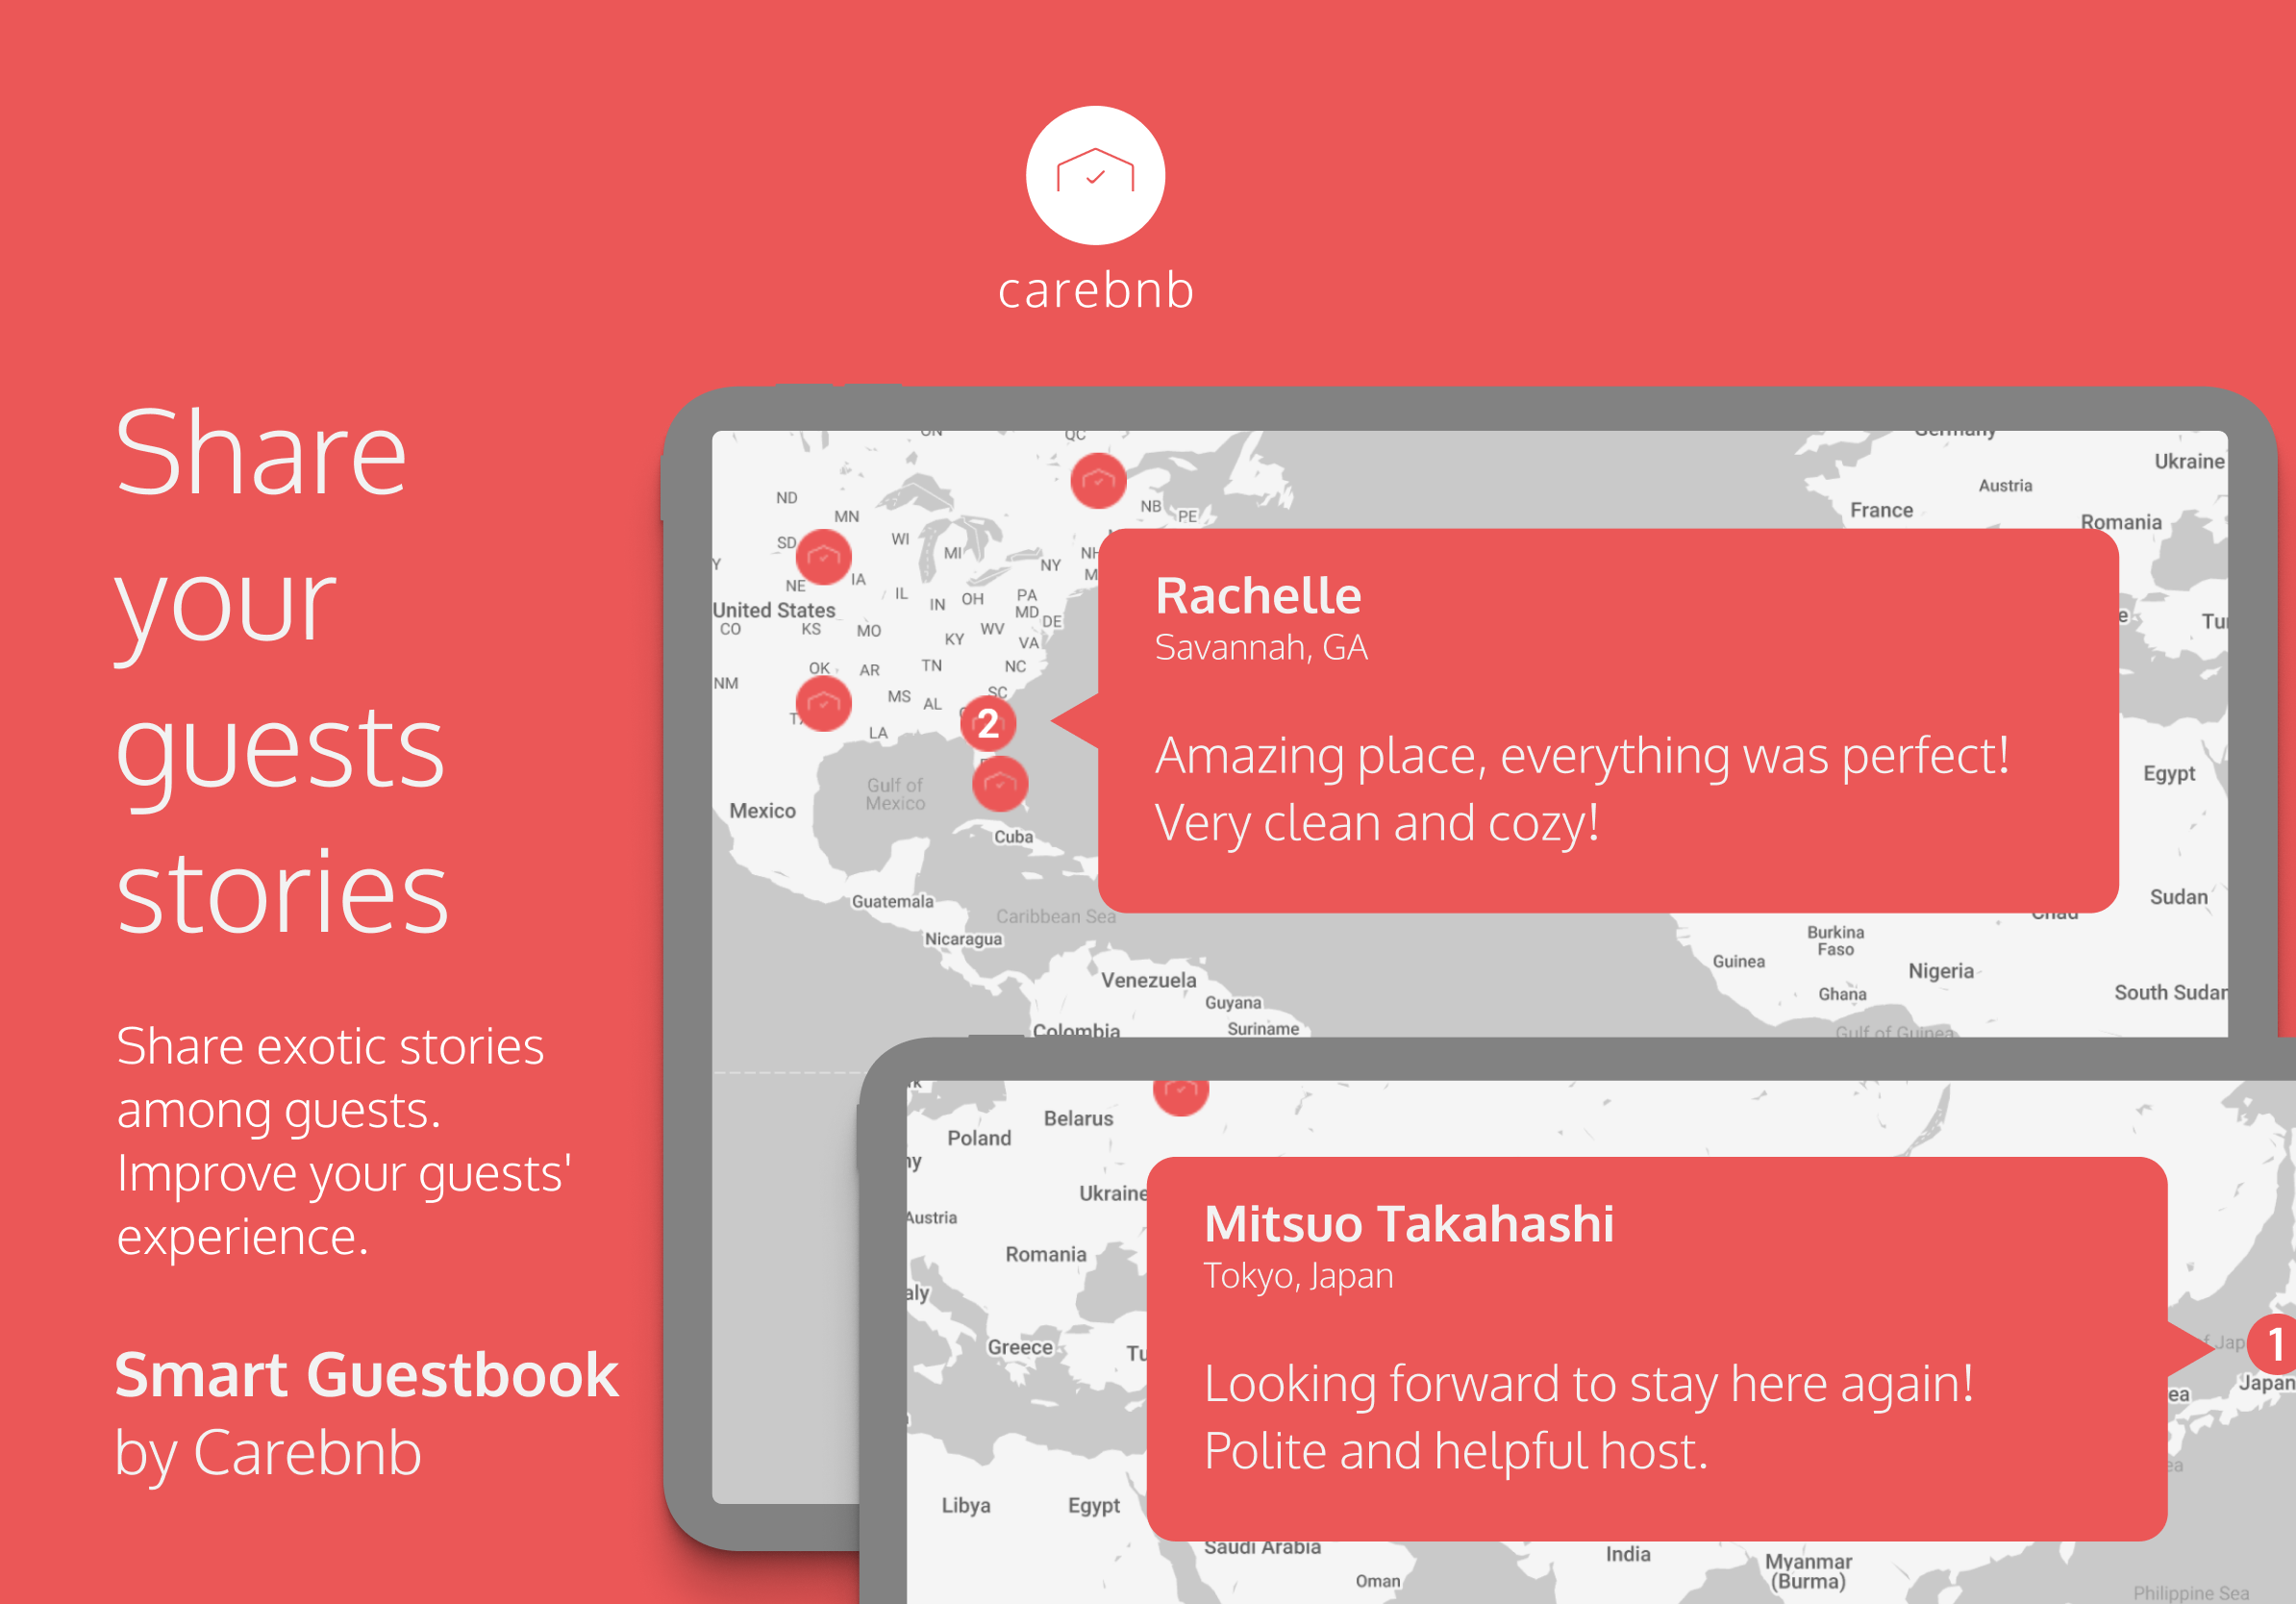 carebnb
Share
your
guests
stories
Share exotic stories
among guests.
Improve your guests'
experience.
Smart Guestbook
by Carebnb
QC
Germany
Ukraine
ND
Austria
NB
France
MN
PE
Romania
SD
WI
MI
NY
IA
NE
IL
IN
OH
PA
United States
MD
DE
CO
KS
MO
KY
WV
VA
OK
AR
TN
NC
NM
SC
MS
AL
LA
2
Rachelle
Savannah, GA
Amazing place, everything was perfect!
Very clean and cozy!
Gulf of
Mexico
Mexico
Egypt
Cuba
Guatemala
Caribbean Sea
Sudan
Chad
Nicaragua
Burkina
Faso
Guinea
Nigeria
Venezuela
Ghana
South Sudan
Guyana
Colombia
Suriname
Gulf of Guinea
Belarus
Poland
Ukraine
Austria
Romania
Greece
Mitsuo Takahashi
Tokyo, Japan
Looking forward to stay here again!
Polite and helpful host.
1
Japan
Libya
Egypt
Saudi Arabia
India
Myanmar
(Burma)
Oman
Philippine Sea